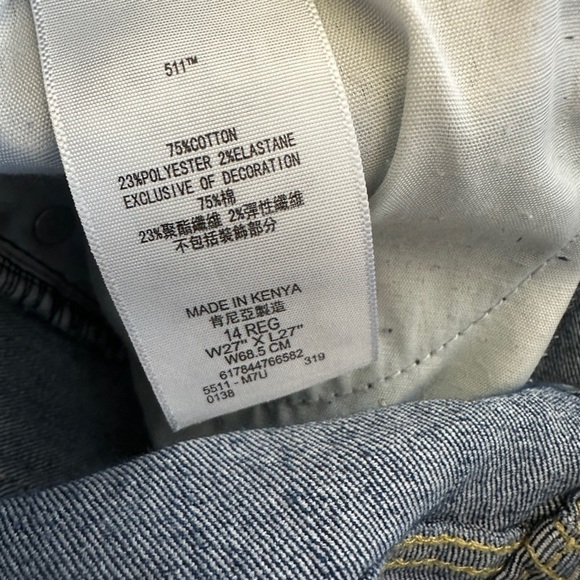 511™
75%COTTON
23%POLYESTER 2%ELASTANE
EXCLUSIVE OF DECORATION
75%棉
23%聚酯纖維 2%彈性纖維
不包括裝飾部分
MADE IN KENYA
肯尼亞製造
14 REG
W27" X L27"
W68.5 CM
617844766582 319
5511 - M7U
0138